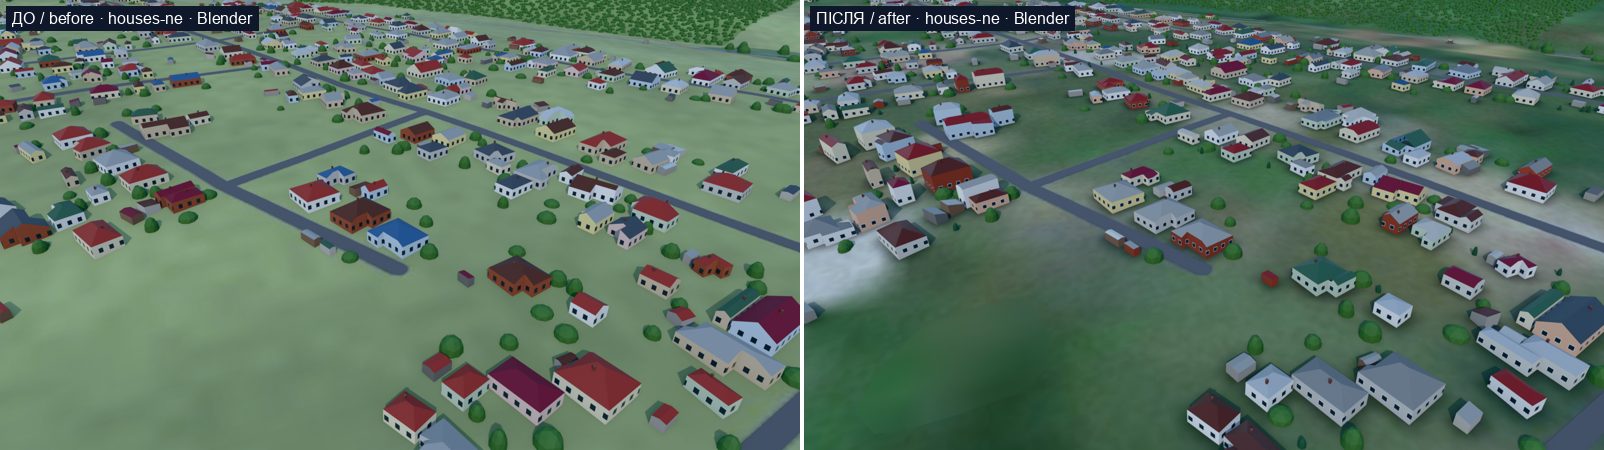 ДО / before · houses-ne · Blender
ПІСЛЯ / after · houses-ne · Blender